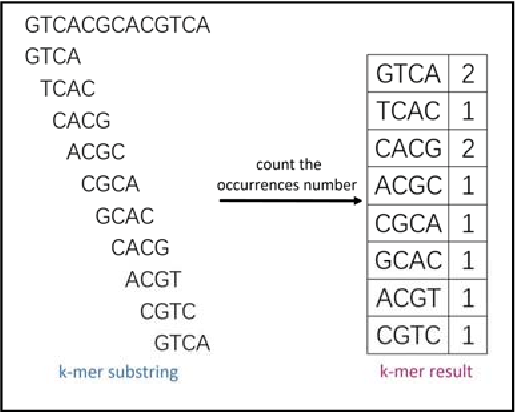 GTCACGCACGTCA
GTCA
TCAC
CACG
ACGC
CGCA
GCAC
CACG
ACGT
CGTC
GTCA
k-mer substring
count the
occurrences number
GTCA 2
TCAC 1
CACG 2
ACGC 1
CGCA 1
GCAC 1
ACGT 1
CGTC 1
k-mer result